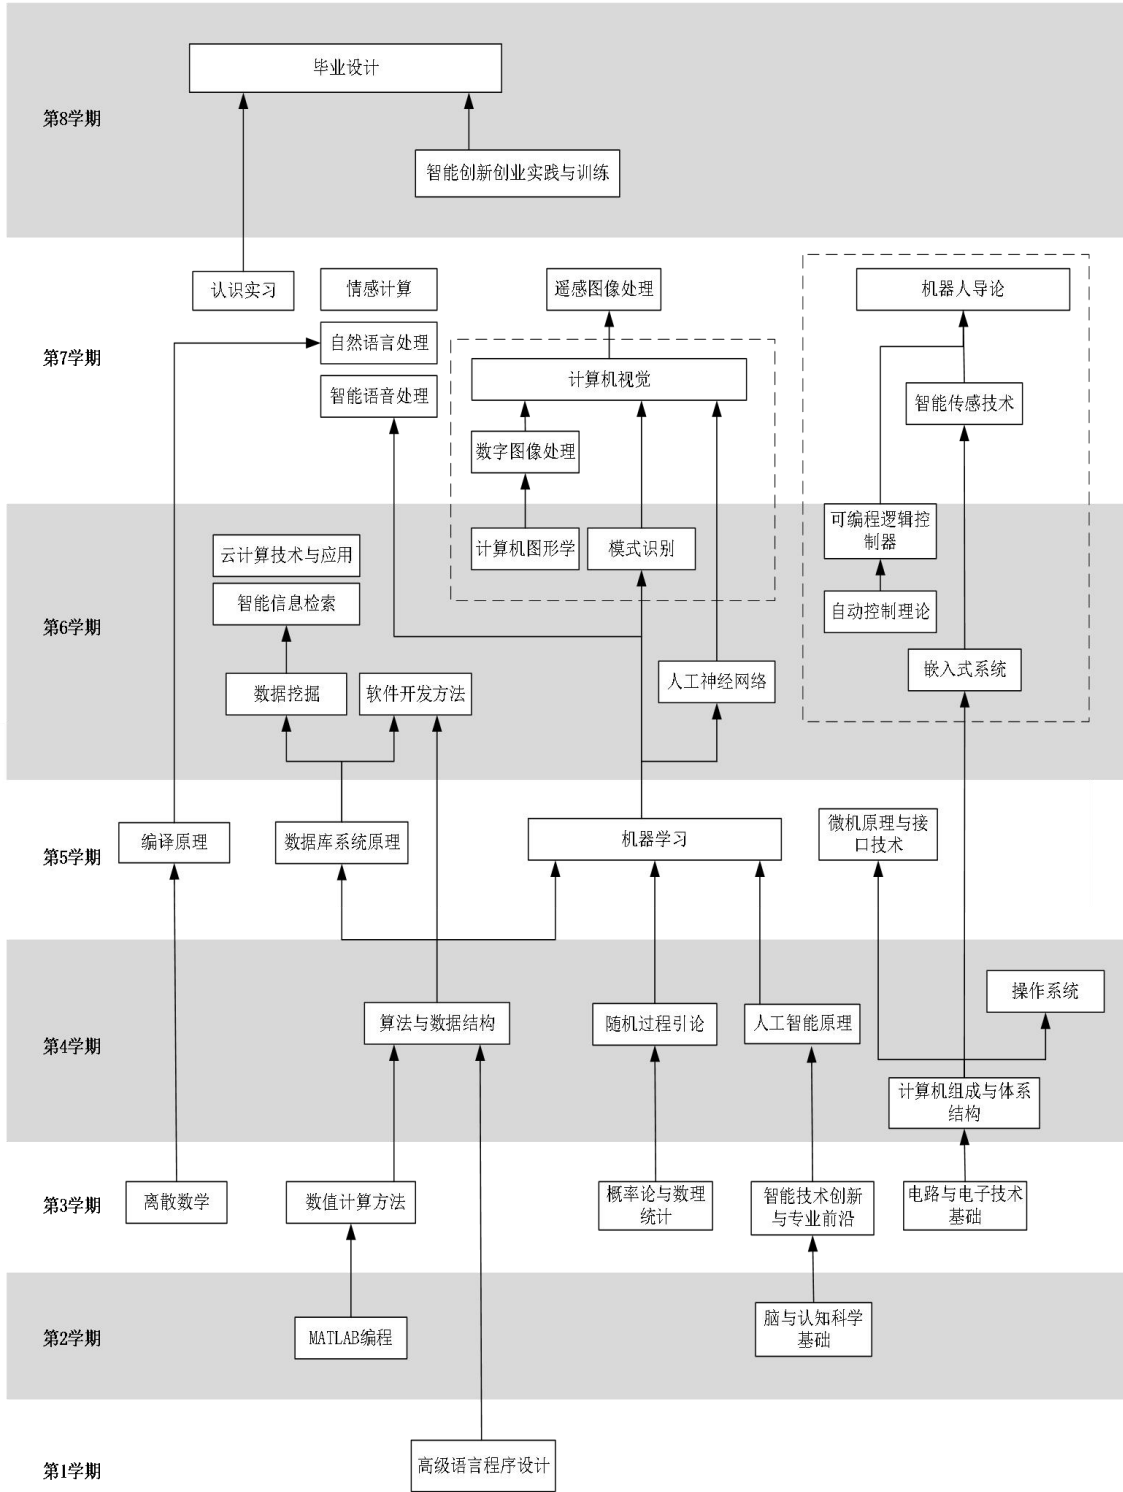 毕业设计
第8学期
智能创新创业实践与训练
认识实习
情感计算
遥感图像处理
机器人导论
自然语言处理
第7学期
计算机视觉
智能语音处理
智能传感技术
数字图像处理
可编程逻辑控
制器
云计算技术与应用
计算机图形学
模式识别
智能信息检索
自动控制理论
第6学期
嵌入式系统
人工神经网络
数据挖掘
软件开发方法
微机原理与接
口技术
编译原理
数据库系统原理
机器学习
第5学期
操作系统
算法与数据结构
随机过程引论
人工智能原理
第4学期
计算机组成与体系
结构
离散数学
数值计算方法
概率论与数理
统计
智能技术创新
与专业前沿
电路与电子技术
基础
第3学期
脑与认知科学
基础
MATLAB编程
第2学期
高级语言程序设计
第1学期